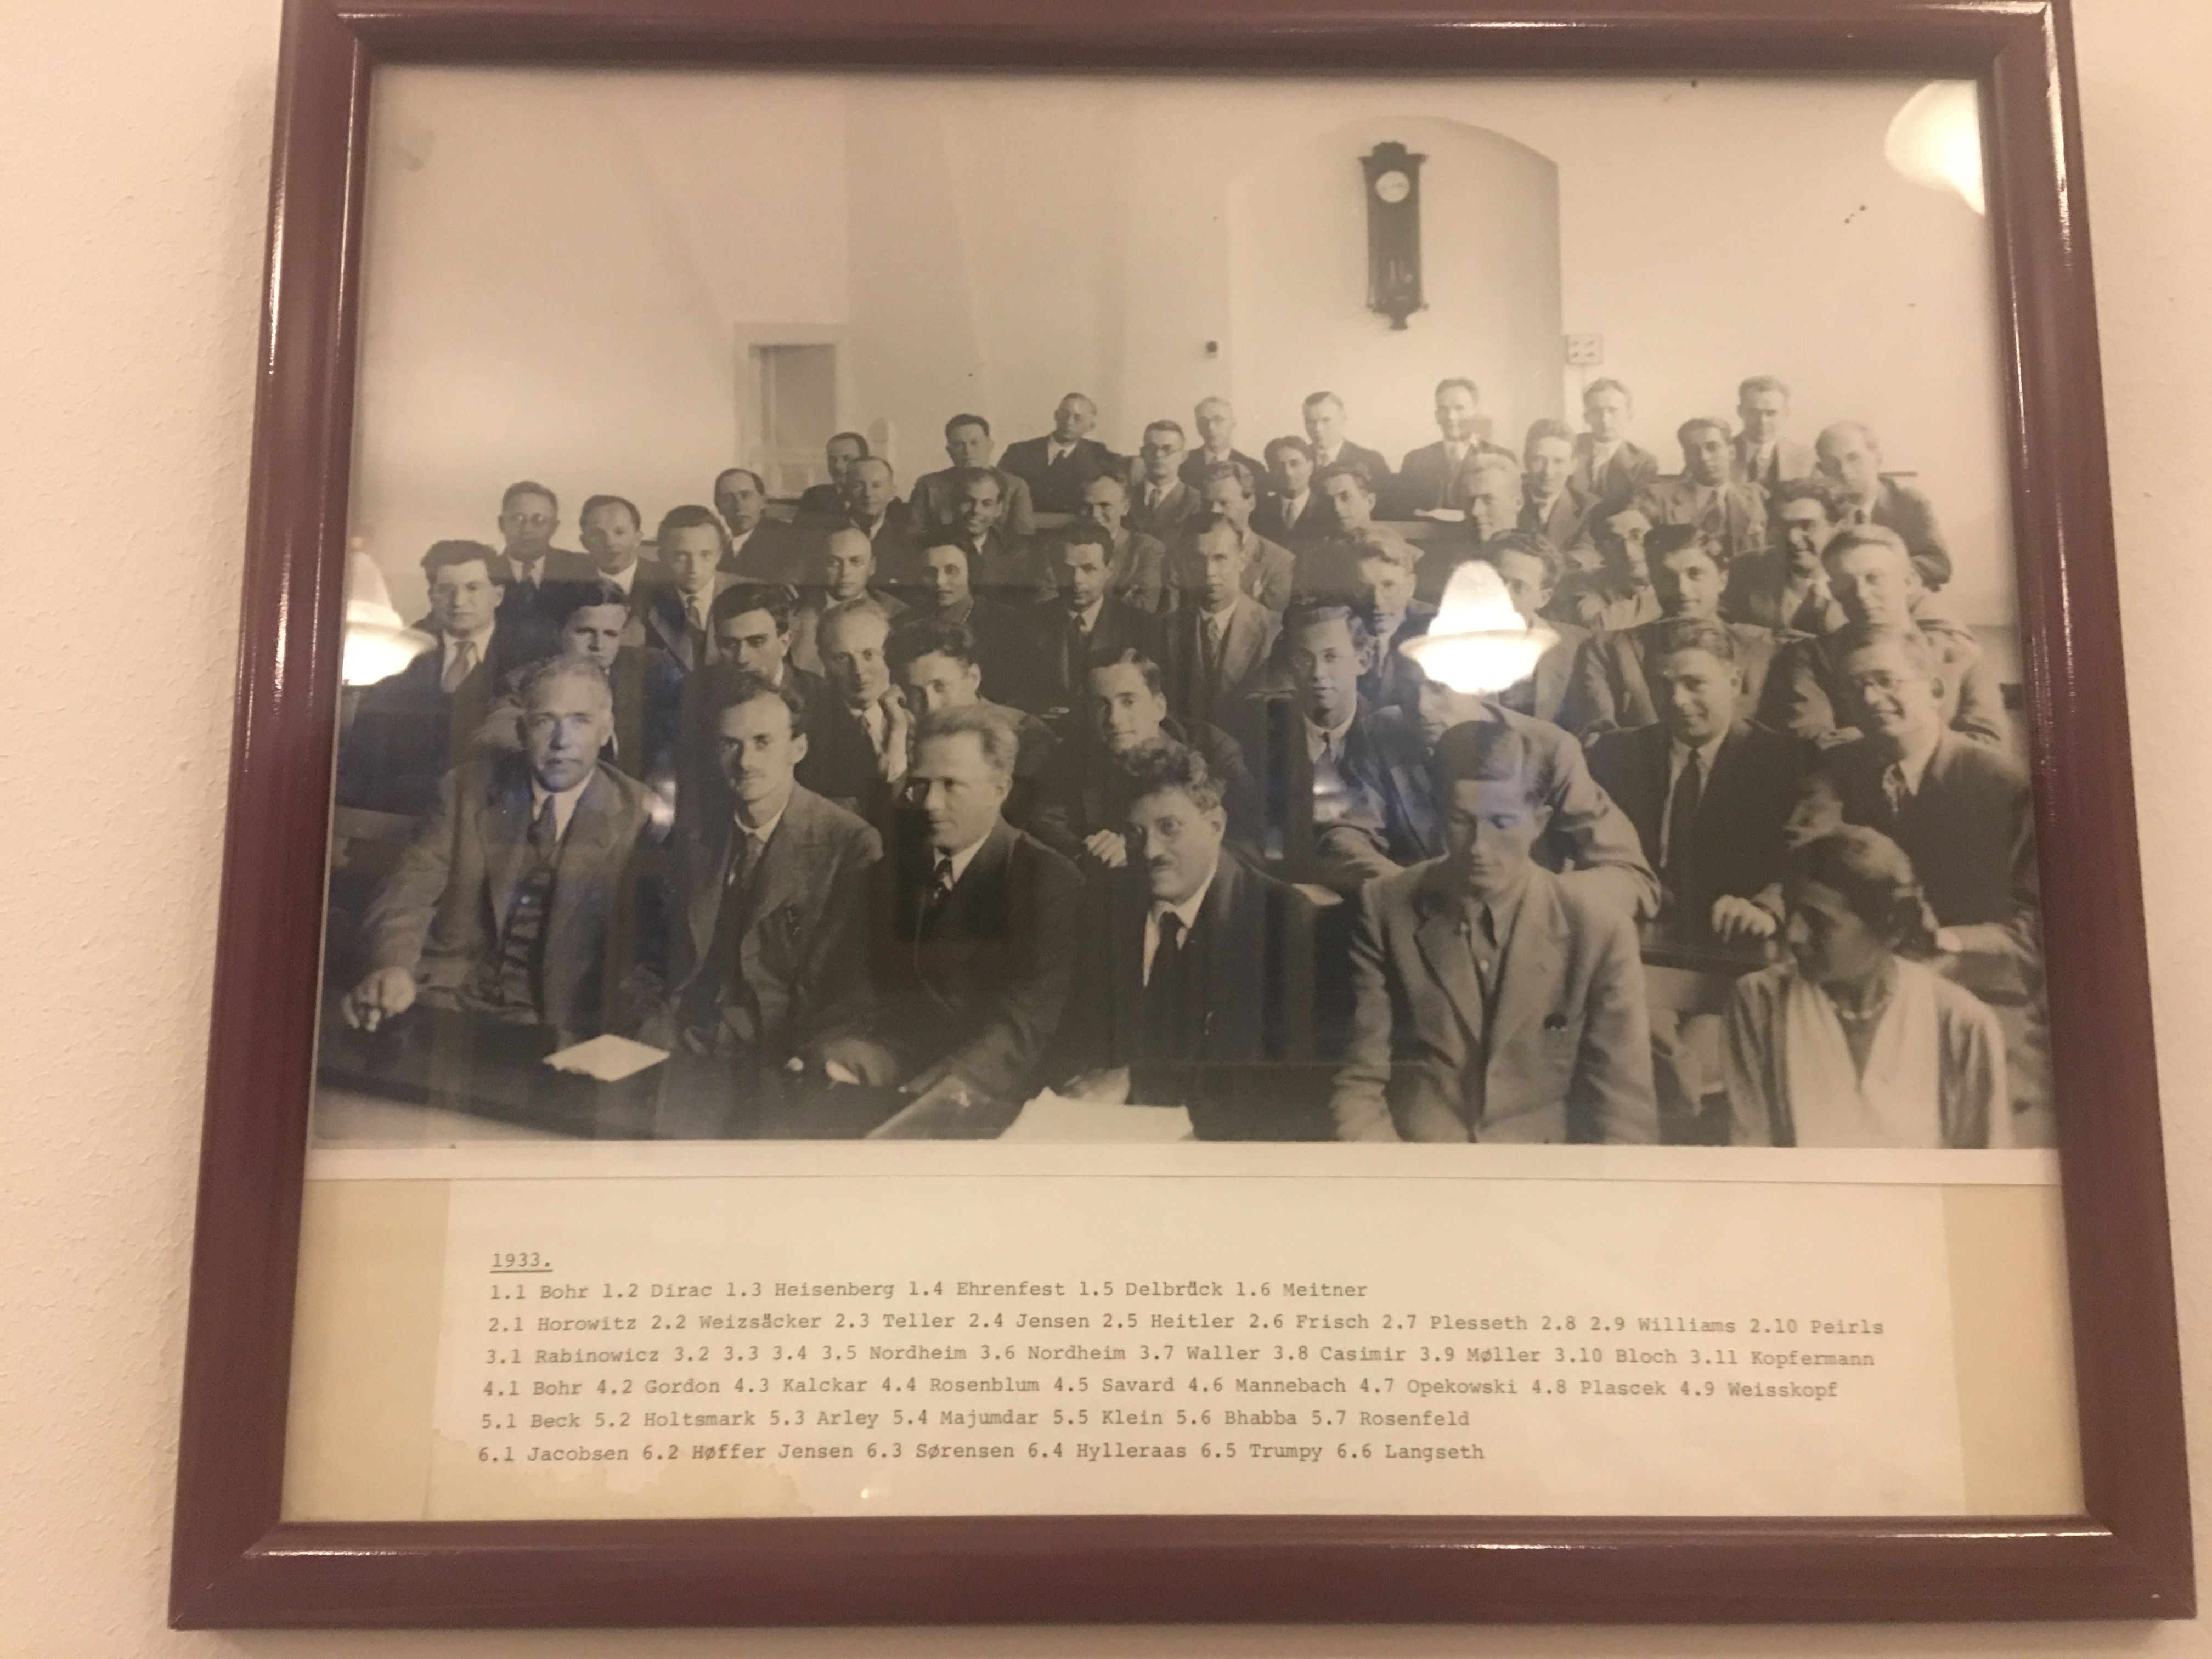 1933.
1.1 Bohr 1.2 Dirac 1.3 Heisenberg 1.4 Ehrenfest 1.5 Delbrück 1.6 Meitner
2.1 Horowitz 2.2 Weizsäcker 2.3 Teller 2.4 Jensen 2.5 Heitler 2.6 Frisch 2.7 Plesseth 2.8 2.9 Williams 2.10 Peirls
3.1 Rabinowicz 3.2 3.3 3.4 3.5 Nordheim 3.6 Nordheim 3.7 Waller 3.8 Casimir 3.9 Møller 3.10 Bloch 3.11 Kopfermann
4.1 Bohr 4.2 Gordon 4.3 Kalckar 4.4 Rosenblum 4.5 Savard 4.6 Mannebach 4.7 Opekowski 4.8 Plascek 4.9 Weisskopf
5.1 Beck 5.2 Holtsmark 5.3 Arley 5.4 Majumdar 5.5 Klein 5.6 Bhabba 5.7 Rosenfeld
6.1 Jacobsen 6.2 Høffer Jensen 6.3 Sørensen 6.4 Hylleraas 6.5 Trumpy 6.6 Langseth